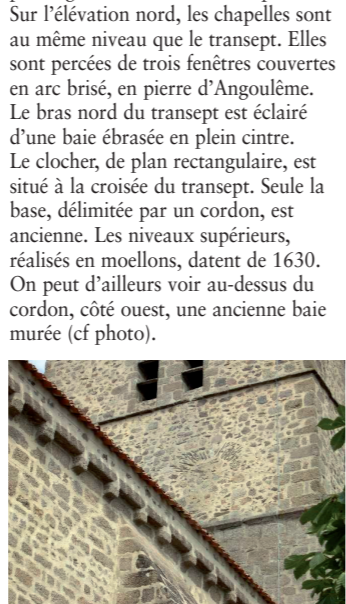 Sur l’élévation nord, les chapelles sont
au même niveau que le transept. Elles
sont percées de trois fenêtres couvertes
en arc brisé, en pierre d’Angoulême.
Le bras nord du transept est éclairé
d’une baie ébrasée en plein cintre.
Le clocher, de plan rectangulaire, est
situé à la croisée du transept. Seule la
base, délimitée par un cordon, est
ancienne. Les niveaux supérieurs,
réalisés en moellons, datent de 1630.
On peut d’ailleurs voir au-dessus du
cordon, côté ouest, une ancienne baie
murée (cf photo).